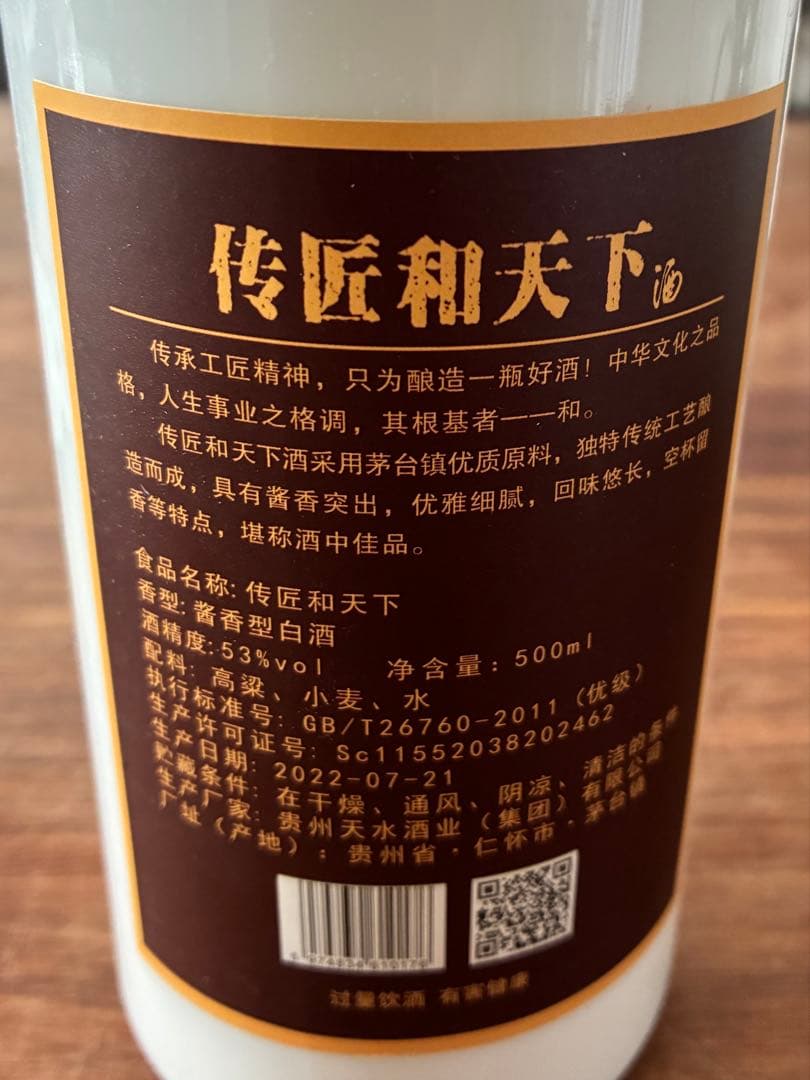 传匠和天下酒
传承工匠精神，只为酿造一瓶好酒！中华文化之品
格，人生事业之格调，其根基者——和。
传匠和天下酒采用茅台镇优质原料，独特传统工艺酿
造而成，具有酱香突出，优雅细腻，回味悠长，空杯留
香等特点，堪称酒中佳品。
食品名称: 传匠和天下
香型: 酱香型白酒
酒精度: 53%vol 净含量: 500ml
配料: 高粱、小麦、水
执行标准号: GB/T26760-2011（优级）
生产许可证号: Sc11552038202462
生产日期: 2022-07-21
贮藏条件: 在干燥、通风、阴凉、清洁的条件
生产厂家: 贵州天水酒业（集团）有限公司
厂址（产地）: 贵州省·仁怀市·茅台镇
过量饮酒 有害健康